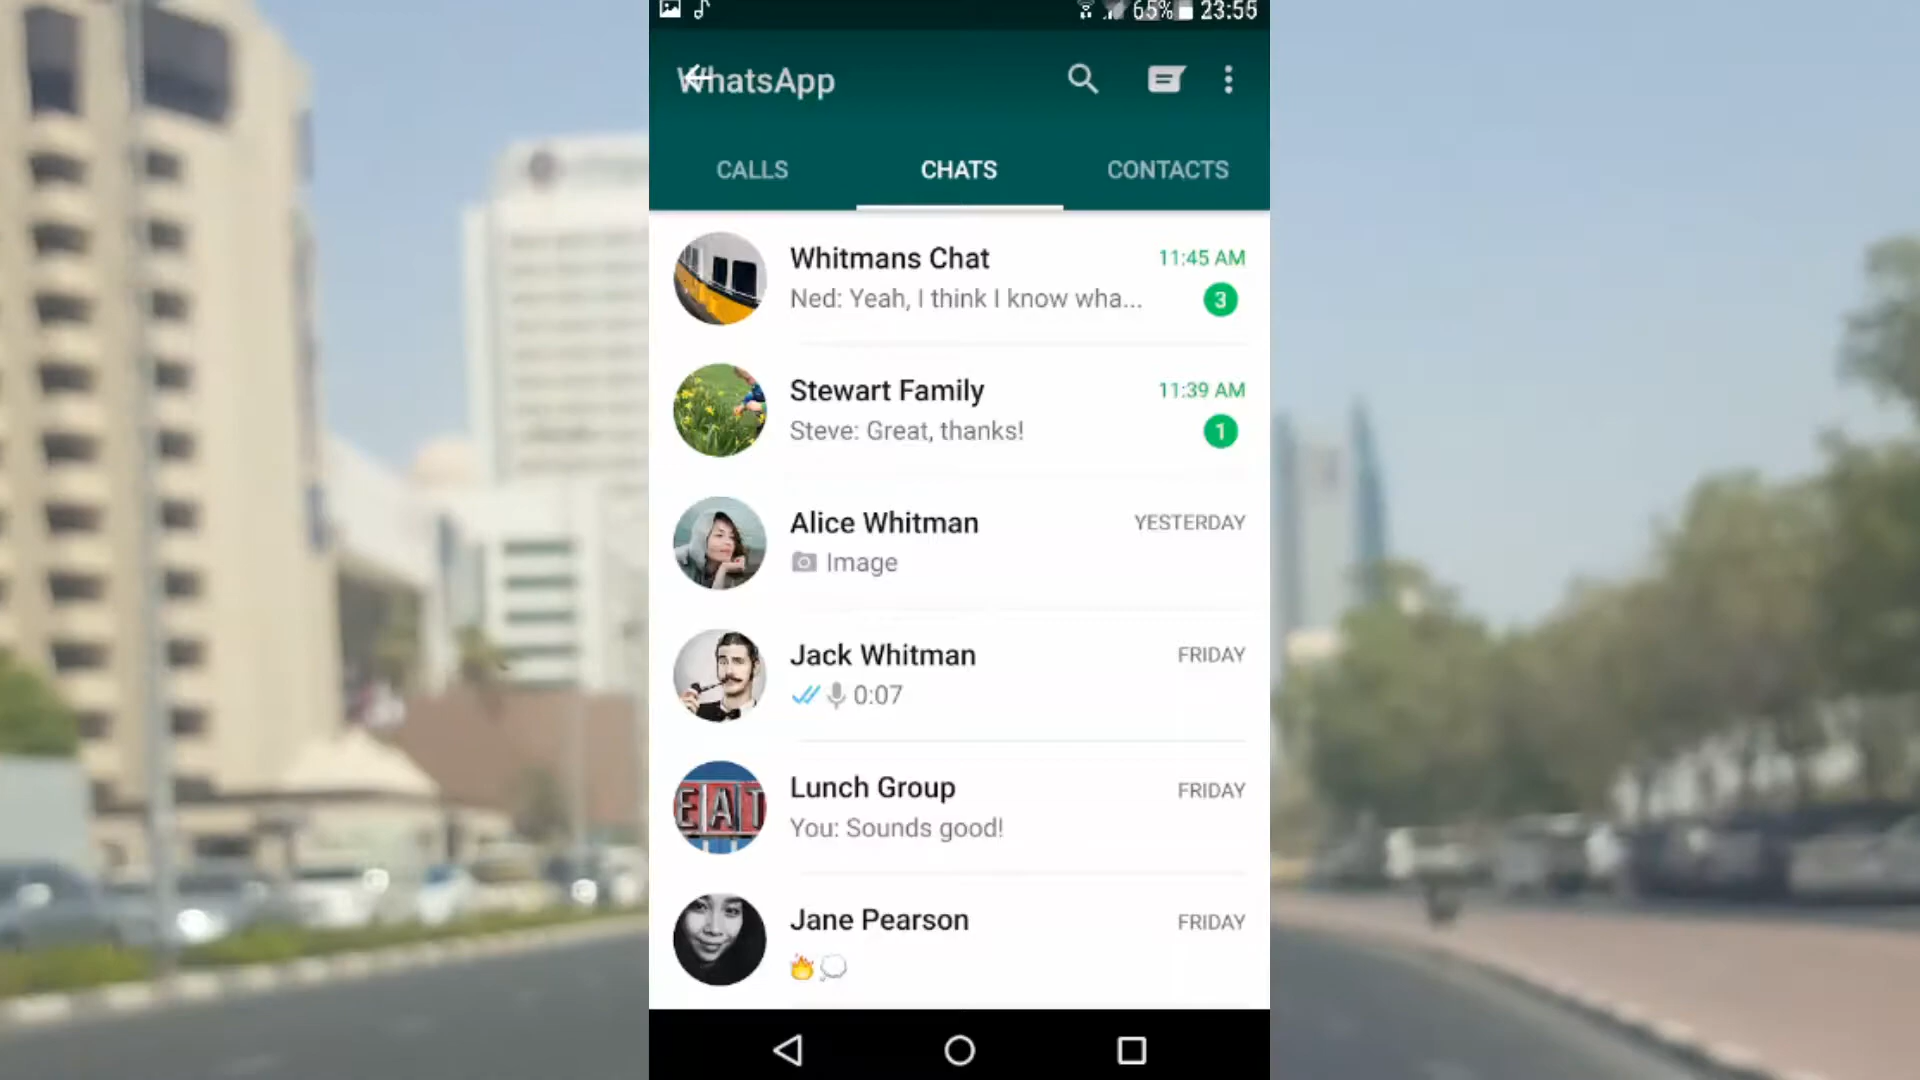 65% 23:55
WhatsApp
CALLS CHATS CONTACTS
Whitmans Chat 11:45 AM
Ned: Yeah, I think I know wha... 3
Stewart Family 11:39 AM
Steve: Great, thanks! 1
Alice Whitman YESTERDAY
Image
Jack Whitman FRIDAY
0:07
EAT
Lunch Group FRIDAY
You: Sounds good!
Jane Pearson FRIDAY